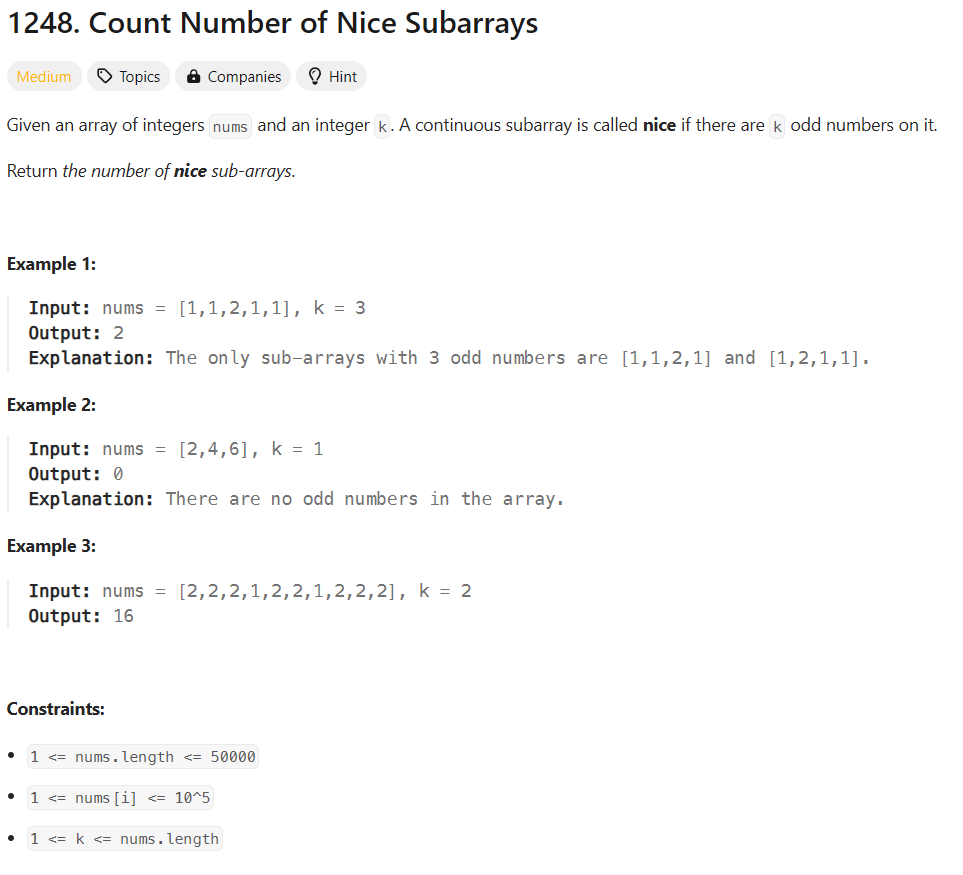 1248. Count Number of Nice Subarrays
Medium Topics Companies Hint
Given an array of integers nums and an integer k. A continuous subarray is called nice if there are k odd numbers on it.
Return the number of nice sub-arrays.
Example 1:
Input: nums = [1,1,2,1,1], k = 3
Output: 2
Explanation: The only sub-arrays with 3 odd numbers are [1,1,2,1] and [1,2,1,1].
Example 2:
Input: nums = [2,4,6], k = 1
Output: 0
Explanation: There are no odd numbers in the array.
Example 3:
Input: nums = [2,2,2,1,2,2,1,2,2,2], k = 2
Output: 16
Constraints:
• 1 <= nums.length <= 50000
• 1 <= nums[i] <= 10^5
• 1 <= k <= nums.length